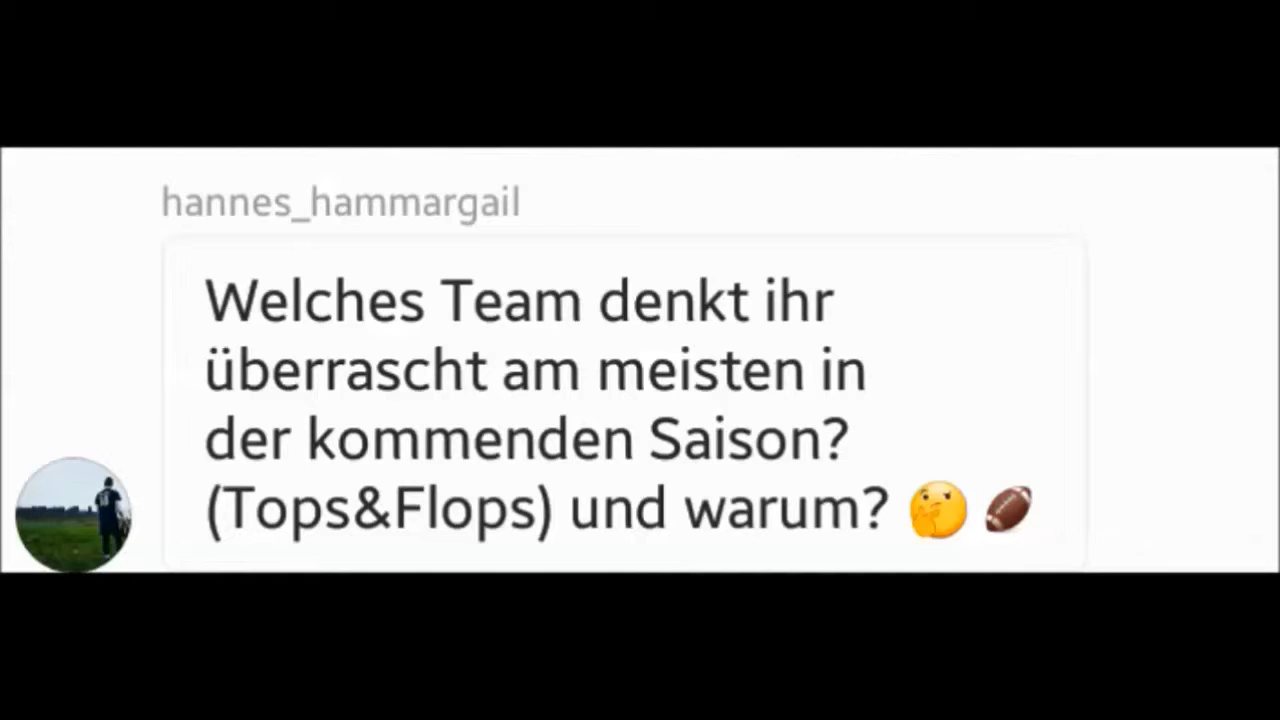 hannes_hammargail
Welches Team denkt ihr
überrascht am meisten in
der kommenden Saison?
(Tops&Flops) und warum? 🤔 🏈